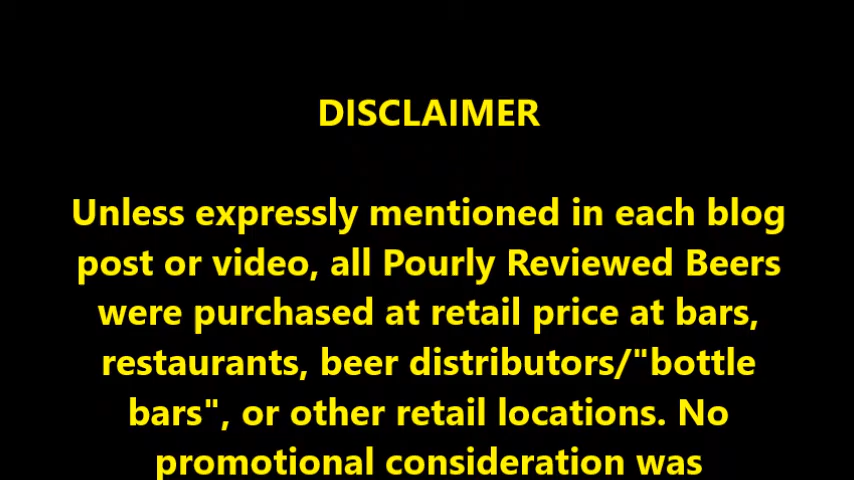 DISCLAIMER
Unless expressly mentioned in each blog
post or video, all Pourly Reviewed Beers
were purchased at retail price at bars,
restaurants, beer distributors/"bottle
bars", or other retail locations. No
promotional consideration was